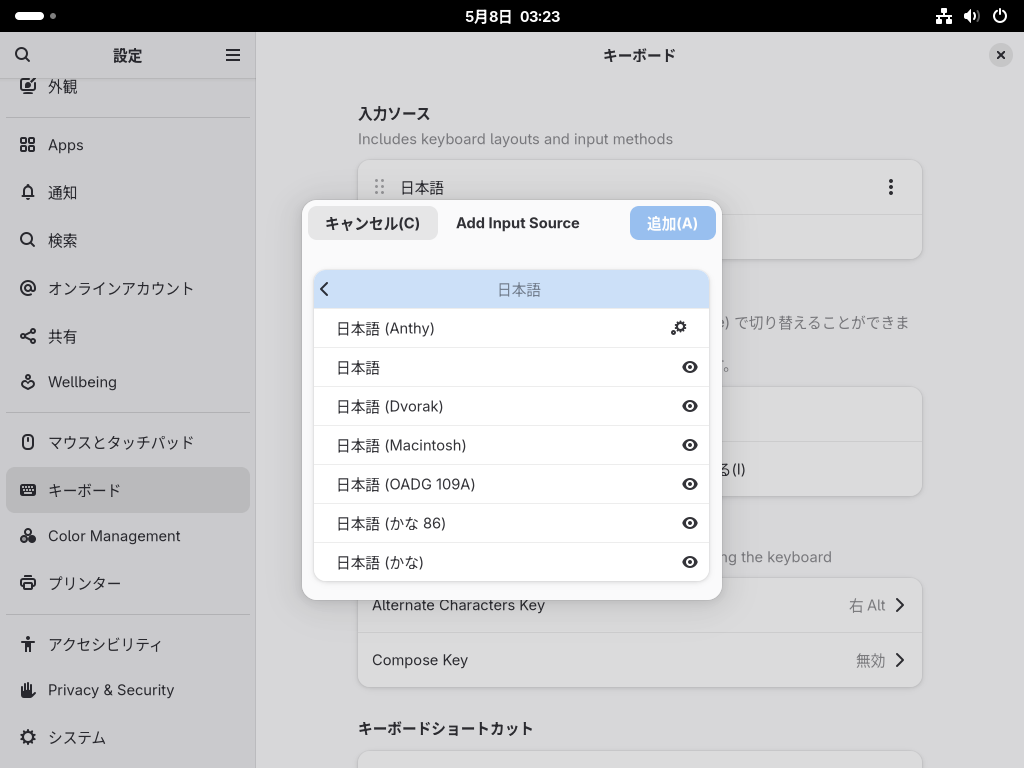 5月8日 03:23
設定
キーボード
外観
Apps
通知
検索
オンラインアカウント
共有
Wellbeing
マウスとタッチパッド
キーボード
Color Management
プリンター
アクセシビリティ
Privacy & Security
システム
入力ソース
Includes keyboard layouts and input methods
日本語
キャンセル(C)
Add Input Source
追加(A)
日本語
日本語 (Anthy)
日本語
日本語 (Dvorak)
日本語 (Macintosh)
日本語 (OADG 109A)
日本語 (かな 86)
日本語 (かな)
e) で切り替えることができま
。
る(I)
ng the keyboard
Alternate Characters Key
右 Alt
Compose Key
無効
キーボードショートカット